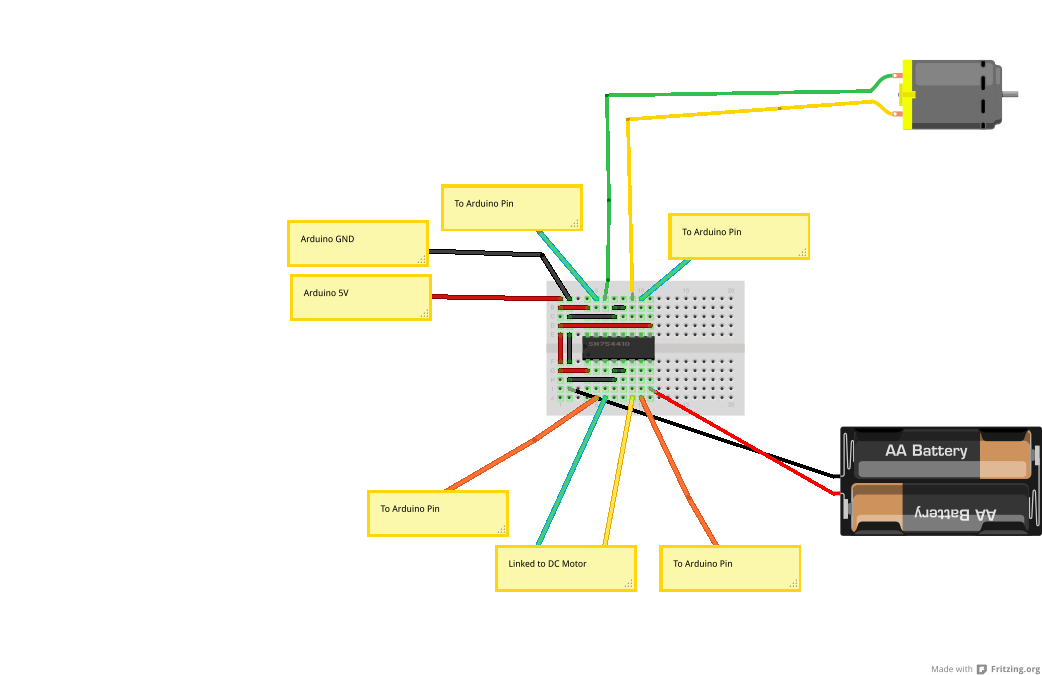 To Arduino Pin
To Arduino Pin
Arduino GND
Arduino 5V
SN754410
AA Battery
AA Battery
To Arduino Pin
Linked to DC Motor
To Arduino Pin
Made with Fritzing.org